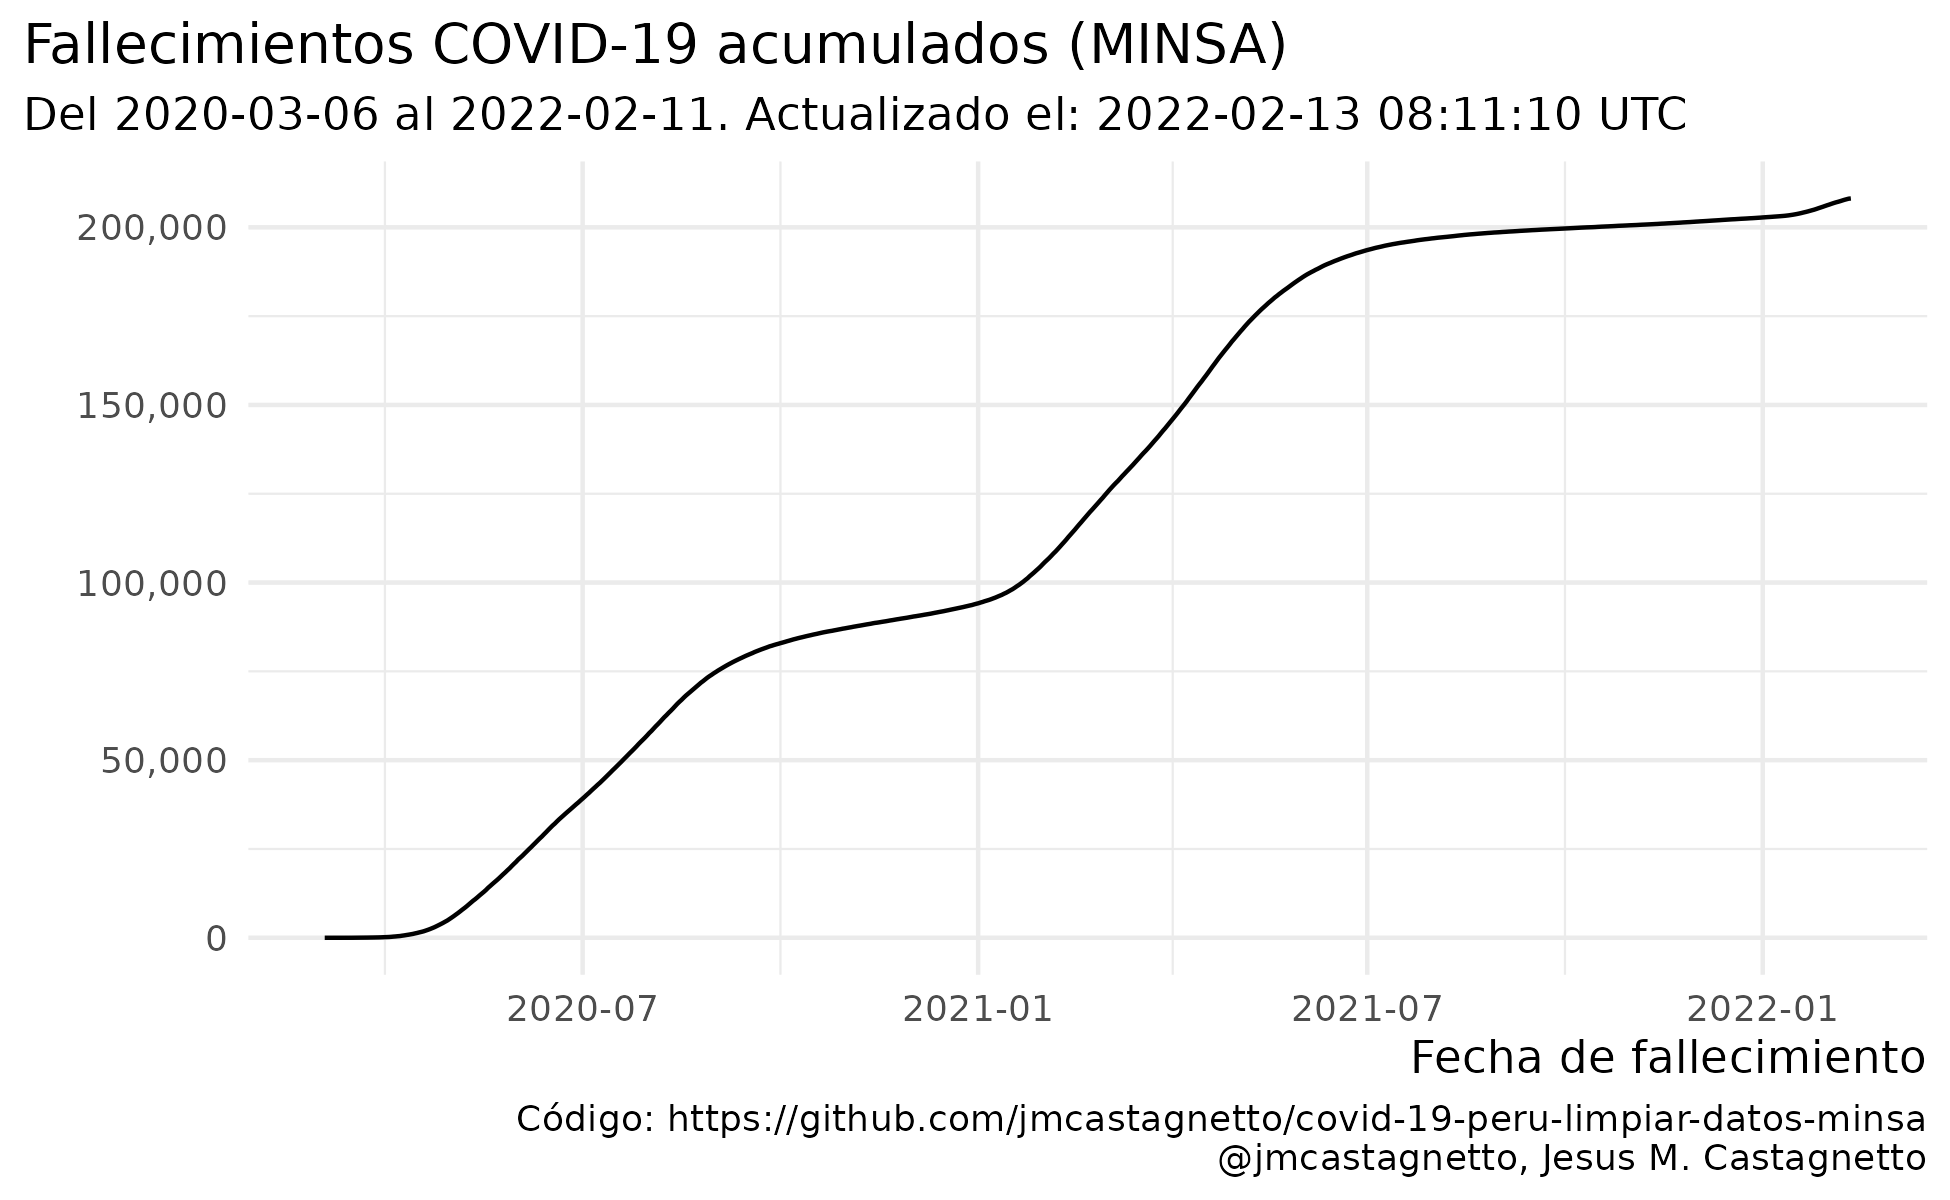 Fallecimientos COVID-19 acumulados (MINSA)
Del 2020-03-06 al 2022-02-11. Actualizado el: 2022-02-13 08:11:10 UTC
200,000
150,000
100,000
50,000
0
2020-07 2021-01 2021-07 2022-01
Fecha de fallecimiento
Código: https://github.com/jmcastagnetto/covid-19-peru-limpiar-datos-minsa
@jmcastagnetto, Jesus M. Castagnetto